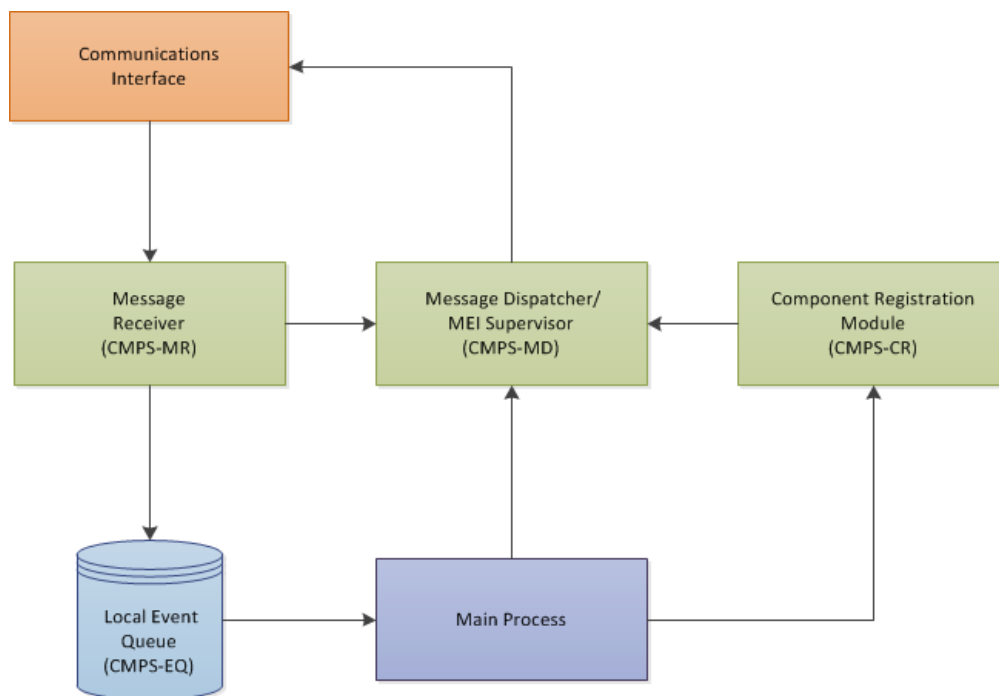 Communications
Interface
Message
Receiver
(CMPS-MR)
Message Dispatcher/
MEI Supervisor
(CMPS-MD)
Component Registration
Module
(CMPS-CR)
Local Event
Queue
(CMPS-EQ)
Main Process